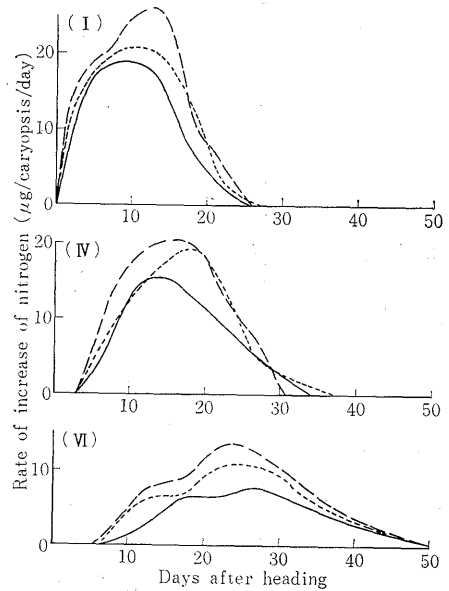 (I)
20
10
0
10 20 30 40 50
(IV)
20
10
0
10 20 30 40 50
(VI)
10
0
10 20 30 40 50
Days after heading
Rate of increase of nitrogen (μg/caryopsis/day)